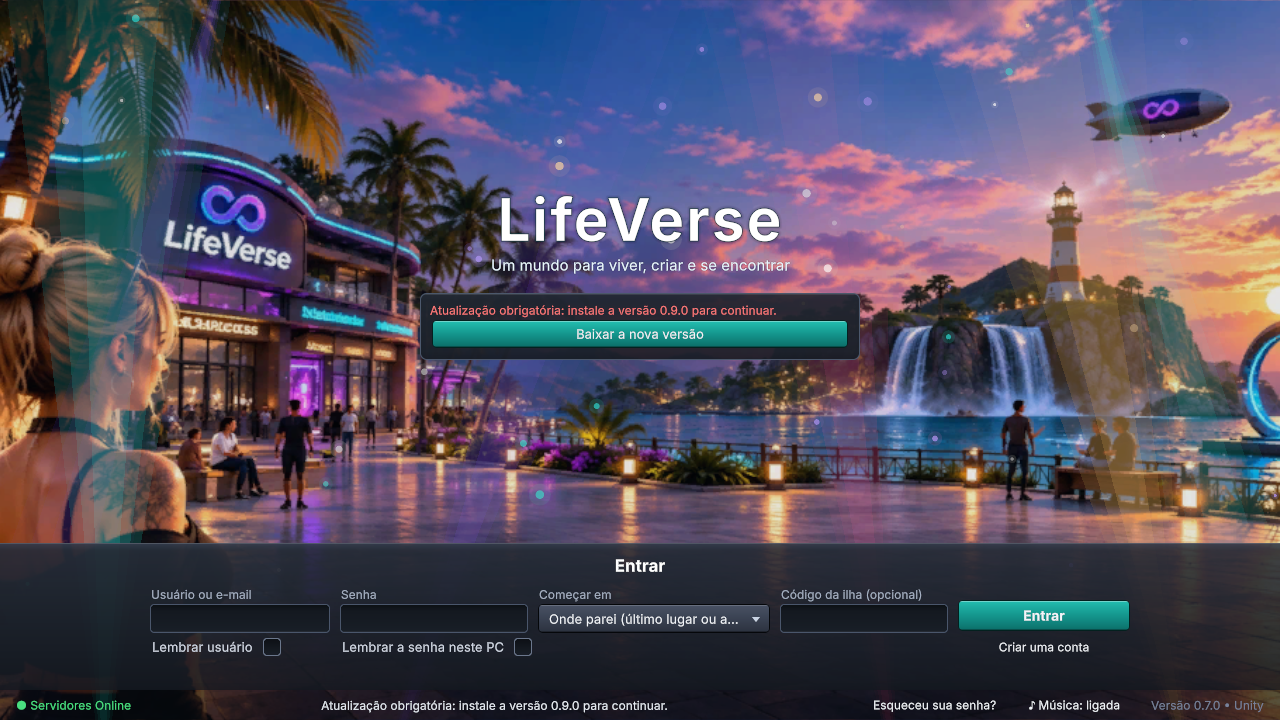 LifeVerse
LifeVerse
Um mundo para viver, criar e se encontrar
Atualização obrigatória: instale a versão 0.9.0 para continuar.
Baixar a nova versão
Entrar
Usuário ou e-mail
Senha
Começar em
Código da ilha (opcional)
Onde parei (último lugar ou a...
Entrar
Lembrar usuário
Lembrar a senha neste PC
Criar uma conta
Servidores Online
Atualização obrigatória: instale a versão 0.9.0 para continuar.
Esqueceu sua senha?
♪ Música: ligada
Versão 0.7.0 • Unity